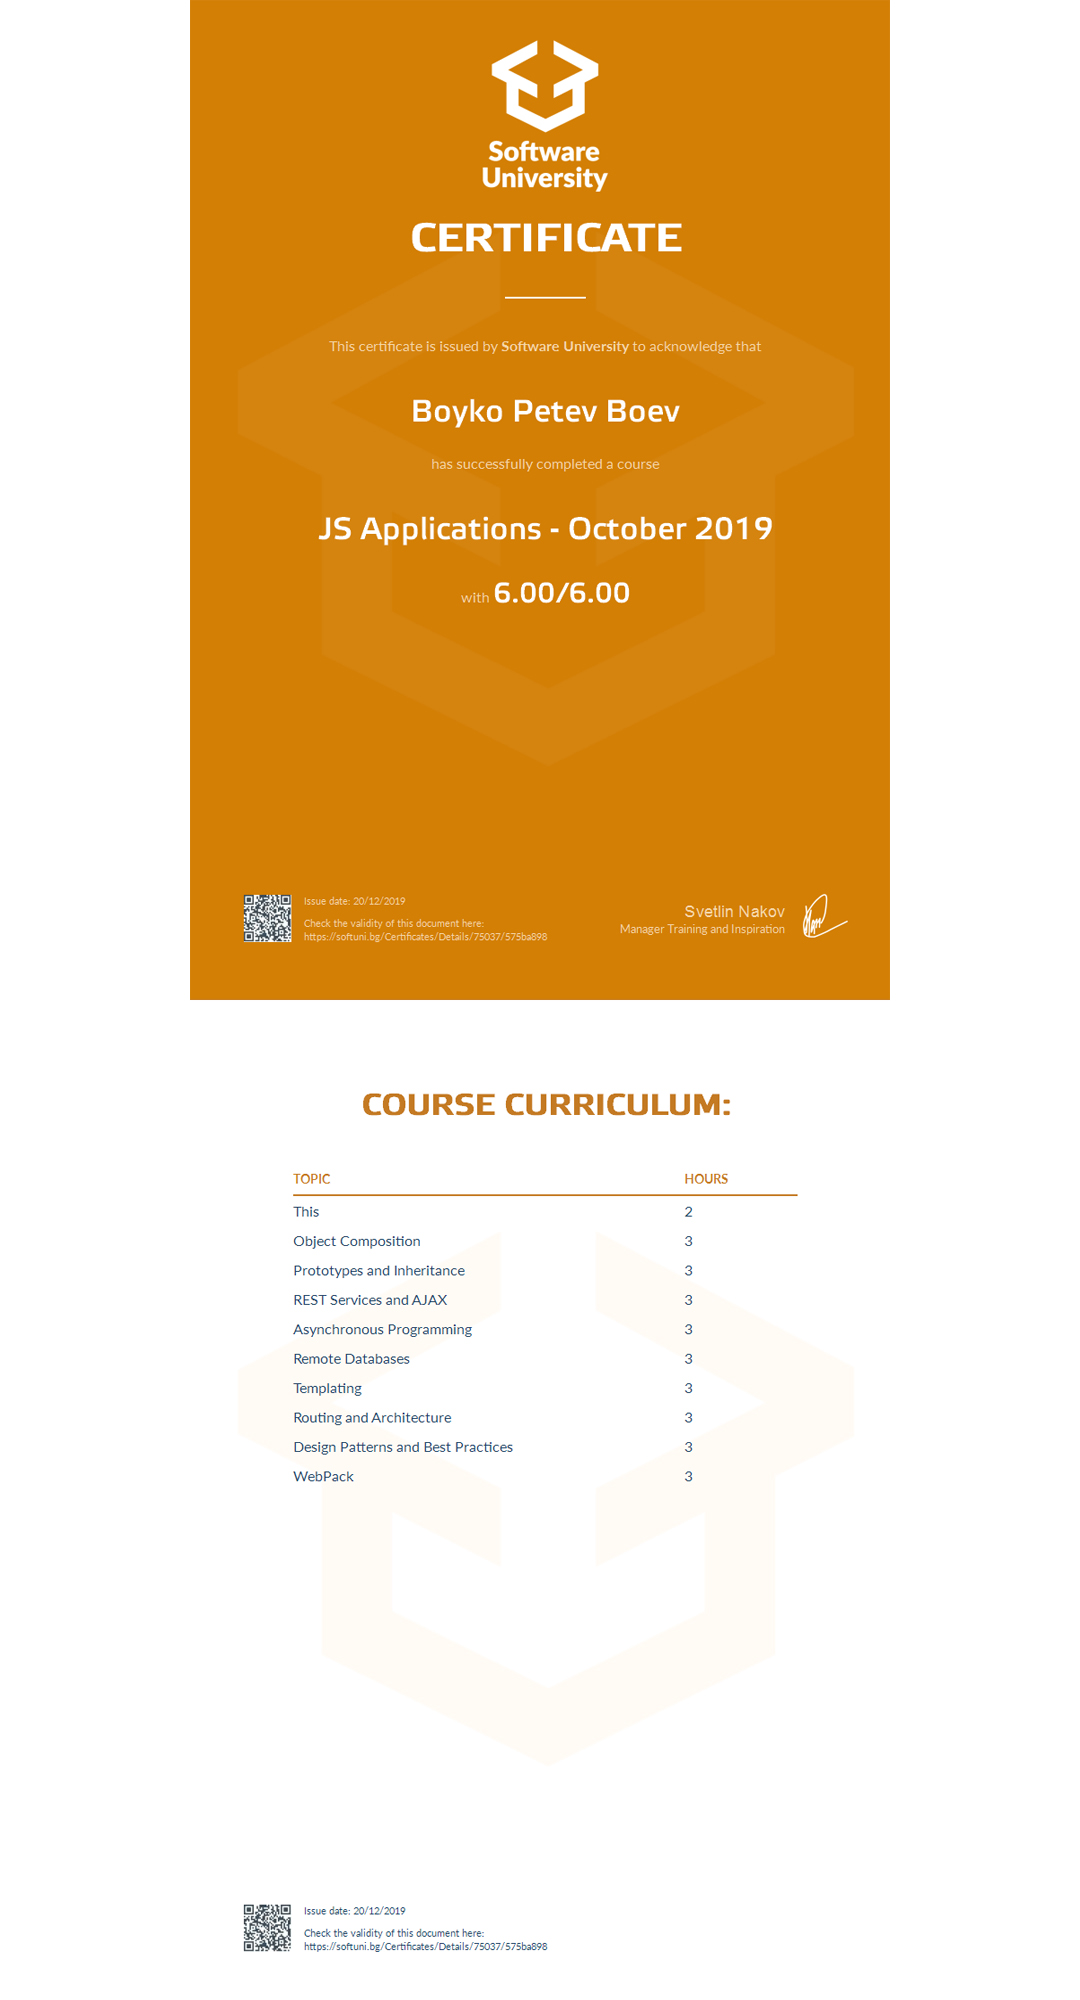 Software
University
CERTIFICATE
This certificate is issued by Software University to acknowledge that
Boyko Petev Boev
has successfully completed a course
JS Applications - October 2019
with 6.00/6.00
Issue date: 20/12/2019
Check the validity of this document here:
https://softuni.bg/Certificates/Details/75037/575ba898
Svetlin Nakov
Manager Training and Inspiration
COURSE CURRICULUM:
TOPIC HOURS
This 2
Object Composition 3
Prototypes and Inheritance 3
REST Services and AJAX 3
Asynchronous Programming 3
Remote Databases 3
Templating 3
Routing and Architecture 3
Design Patterns and Best Practices 3
WebPack 3
Issue date: 20/12/2019
Check the validity of this document here:
https://softuni.bg/Certificates/Details/75037/575ba898